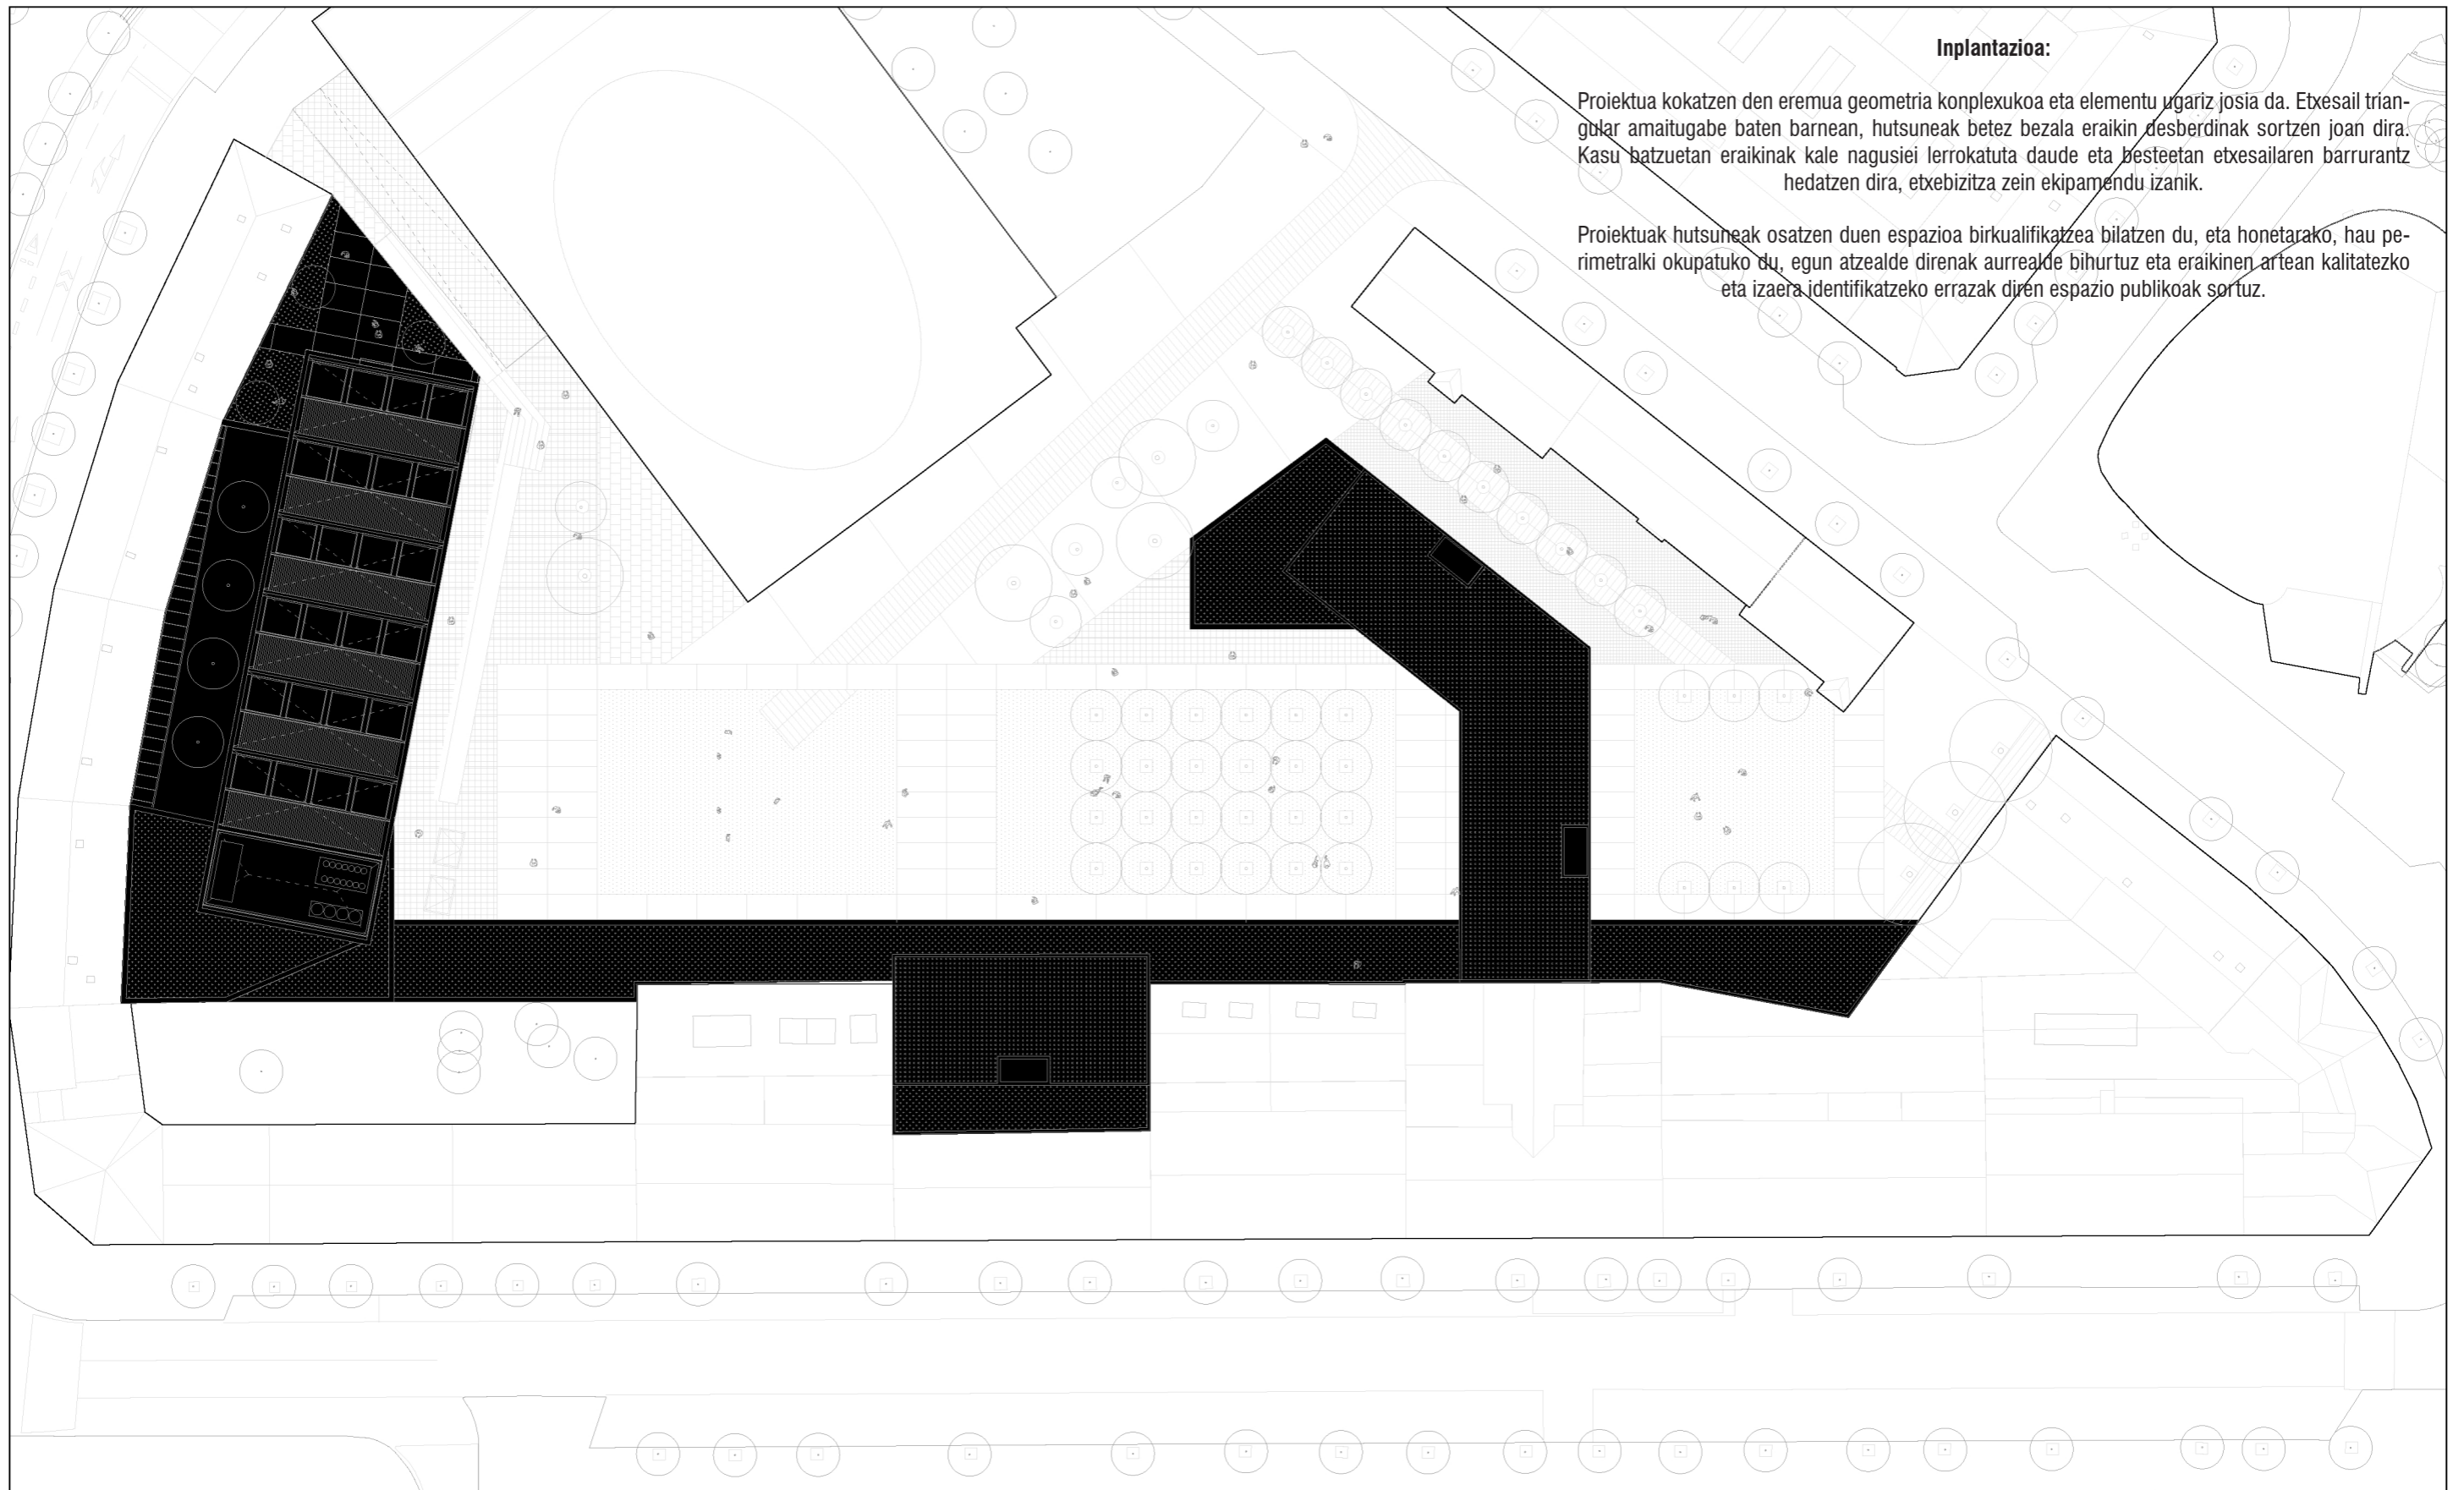 Inplantazioa:
Proiektua kokatzen den eremua geometria konplexukoa eta elementu ugariz josia da. Etxesail trian-
gular amaitugabe baten barnean, hutsuneak betez bezala eraikin desberdinak sortzen joan dira.
Kasu batzuetan eraikinak kale nagusiei lerrokatuta daude eta besteetan etxesailaren barrurantz
hedatzen dira, etxebizitza zein ekipamendu izanik.
Proiektuak hutsuneak osatzen duen espazioa birkualifikatzea bilatzen du, eta honetarako, hau pe-
rimetralki okupatuko du, egun atzealde direnak aurrealde bihurtuz eta eraikinen artean kalitatezko
eta izaera identifikatzeko errazak diren espazio publikoak sortuz.